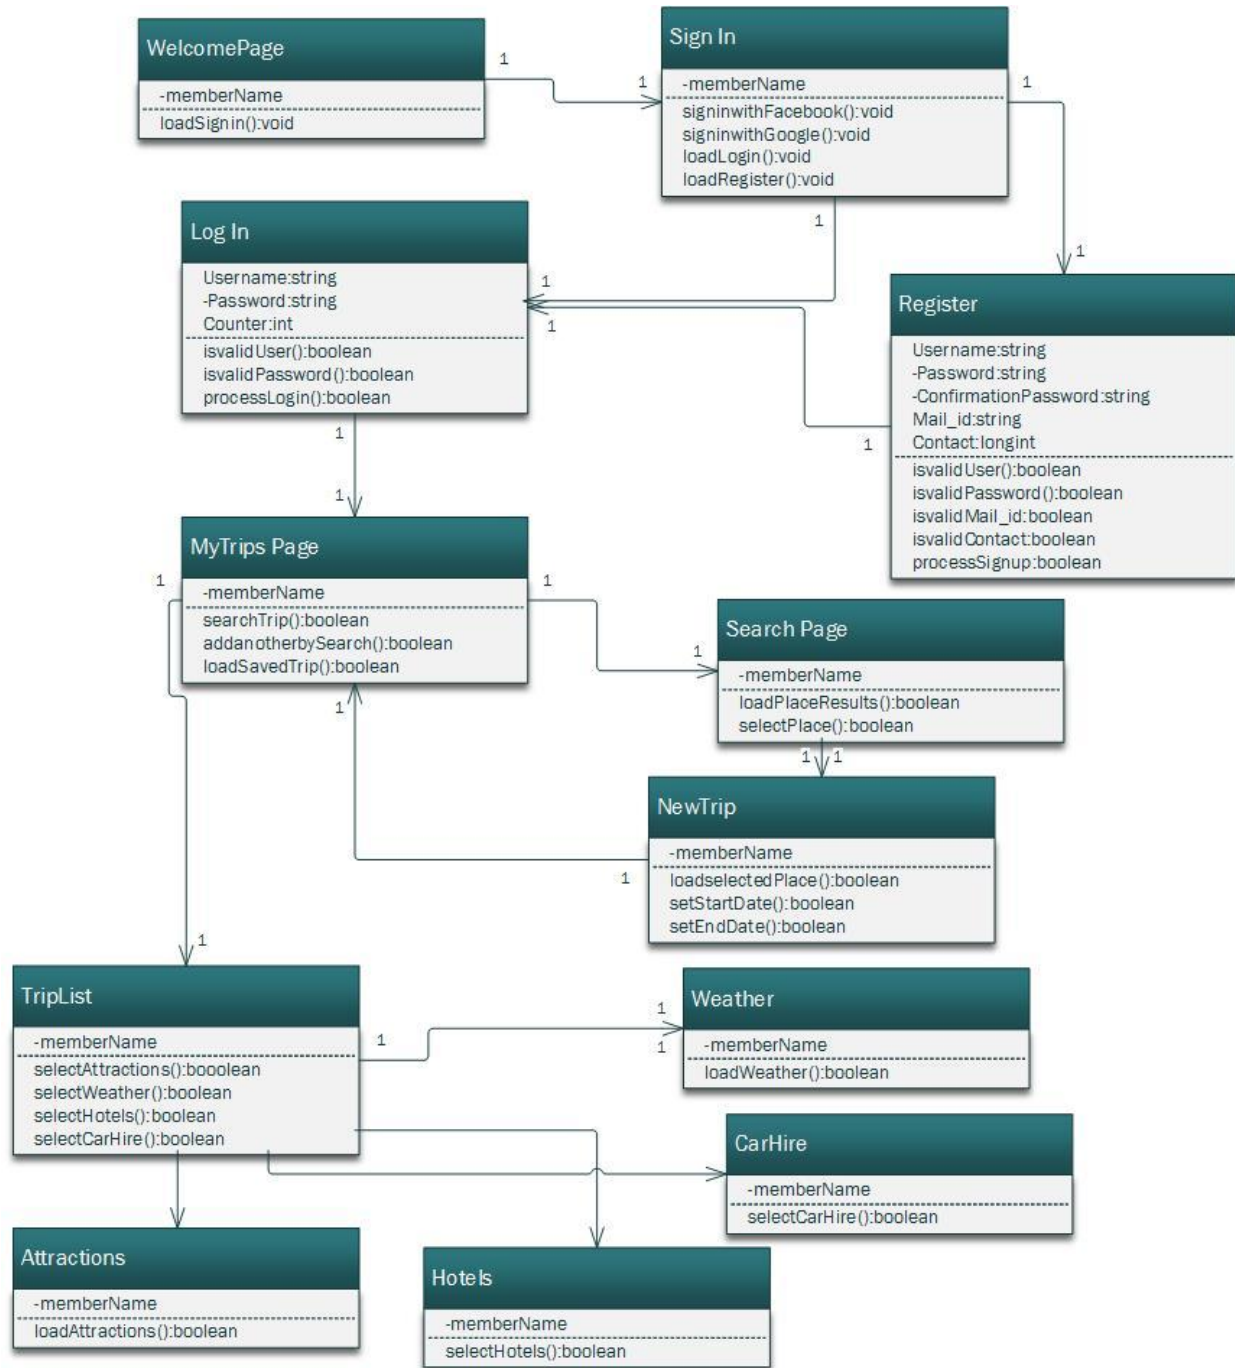 WelcomePage
-memberName
loadSignin():void
1
1
Sign In
-memberName
signinwithFacebook():void
signinwithGoogle():void
loadLogin():void
loadRegister():void
1
1
1
Log In
Username:string
-Password:string
Counter:int
isvalidUser():boolean
isvalidPassword():boolean
processLogin():boolean
1
1
Register
Username:string
-Password:string
-ConfirmationPassword:string
Mail_id:string
Contact:longint
isvalidUser():boolean
isvalidPassword():boolean
isvalidMail_id:boolean
isvalidContact:boolean
processSignup:boolean
1
1
1
MyTrips Page
-memberName
searchTrip():boolean
addanotherbySearch():boolean
loadSavedTrip():boolean
1
1
1
1
Search Page
-memberName
loadPlaceResults():boolean
selectPlace():boolean
1
1
NewTrip
-memberName
loadselectedPlace():boolean
setStartDate():boolean
setEndDate():boolean
1
1
TripList
-memberName
selectAttractions():booolean
selectWeather():boolean
selectHotels():boolean
selectCarHire():boolean
1
1
1
Weather
-memberName
loadWeather():boolean
CarHire
-memberName
selectCarHire():boolean
Attractions
-memberName
loadAttractions():boolean
Hotels
-memberName
selectHotels():boolean